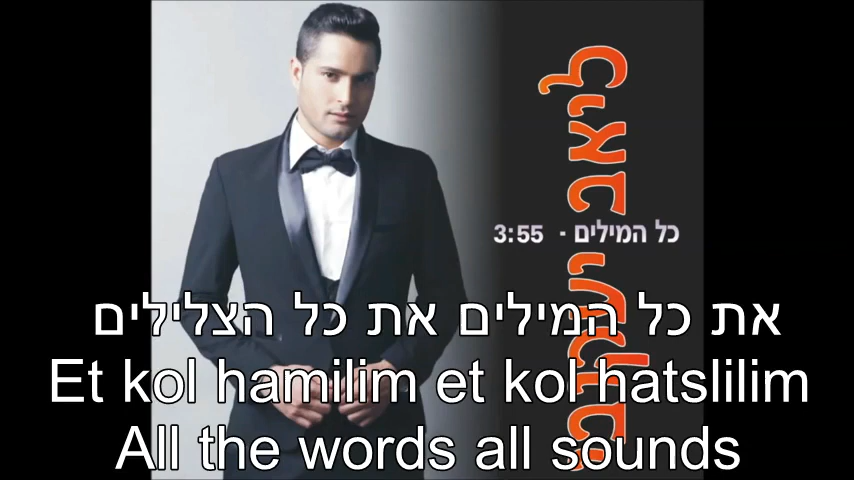 ליאב יעקובי
כל המילים - 3:55
את כל המילים את כל הצלילים
Et kol hamilim et kol hatslilim
All the words all sounds